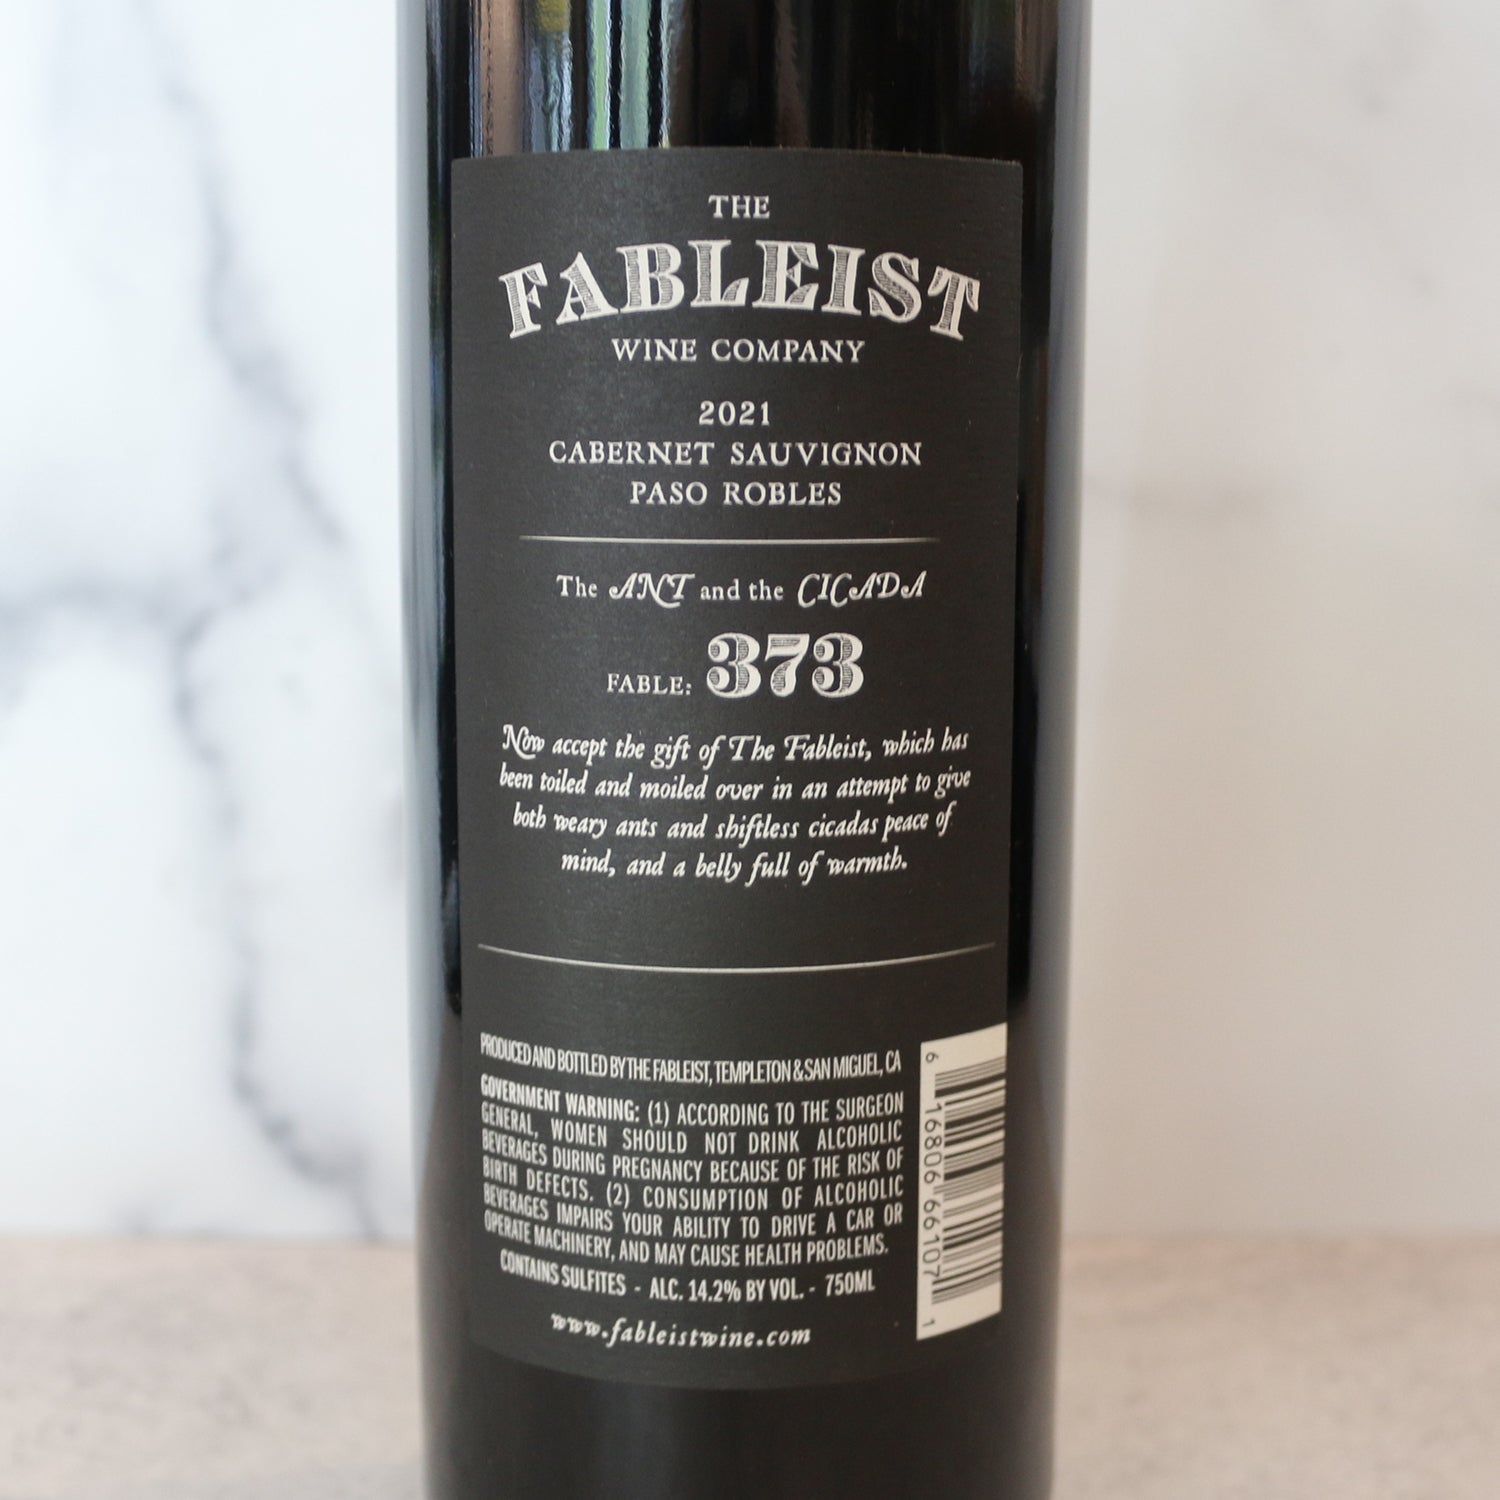 THE
FABLEIST
WINE COMPANY
2021
CABERNET SAUVIGNON
PASO ROBLES
The ANT and the CICADA
FABLE: 373
Now accept the gift of The Fableist, which has
been toiled and moiled over in an attempt to give
both weary ants and shiftless cicadas peace of
mind, and a belly full of warmth.
PRODUCED AND BOTTLED BY THE FABLEIST, TEMPLETON & SAN MIGUEL, CA
GOVERNMENT WARNING: (1) ACCORDING TO THE SURGEON
GENERAL, WOMEN SHOULD NOT DRINK ALCOHOLIC
BEVERAGES DURING PREGNANCY BECAUSE OF THE RISK OF
BIRTH DEFECTS. (2) CONSUMPTION OF ALCOHOLIC
BEVERAGES IMPAIRS YOUR ABILITY TO DRIVE A CAR OR
OPERATE MACHINERY, AND MAY CAUSE HEALTH PROBLEMS.
CONTAINS SULFITES - ALC. 14.2% BY VOL. - 750ML
www.fableistwine.com
6 16806 66107 1